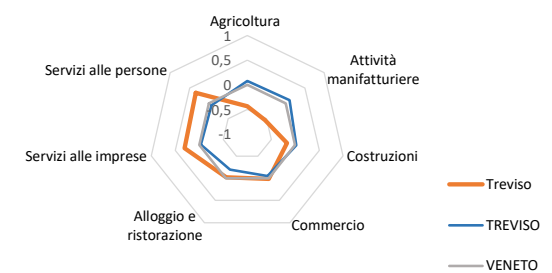 Agricoltura
1
0,5
0
-0,5
-1
Attività
manifatturiere
Costruzioni
Commercio
Alloggio e
ristorazione
Servizi alle imprese
Servizi alle persone
Treviso
TREVISO
VENETO